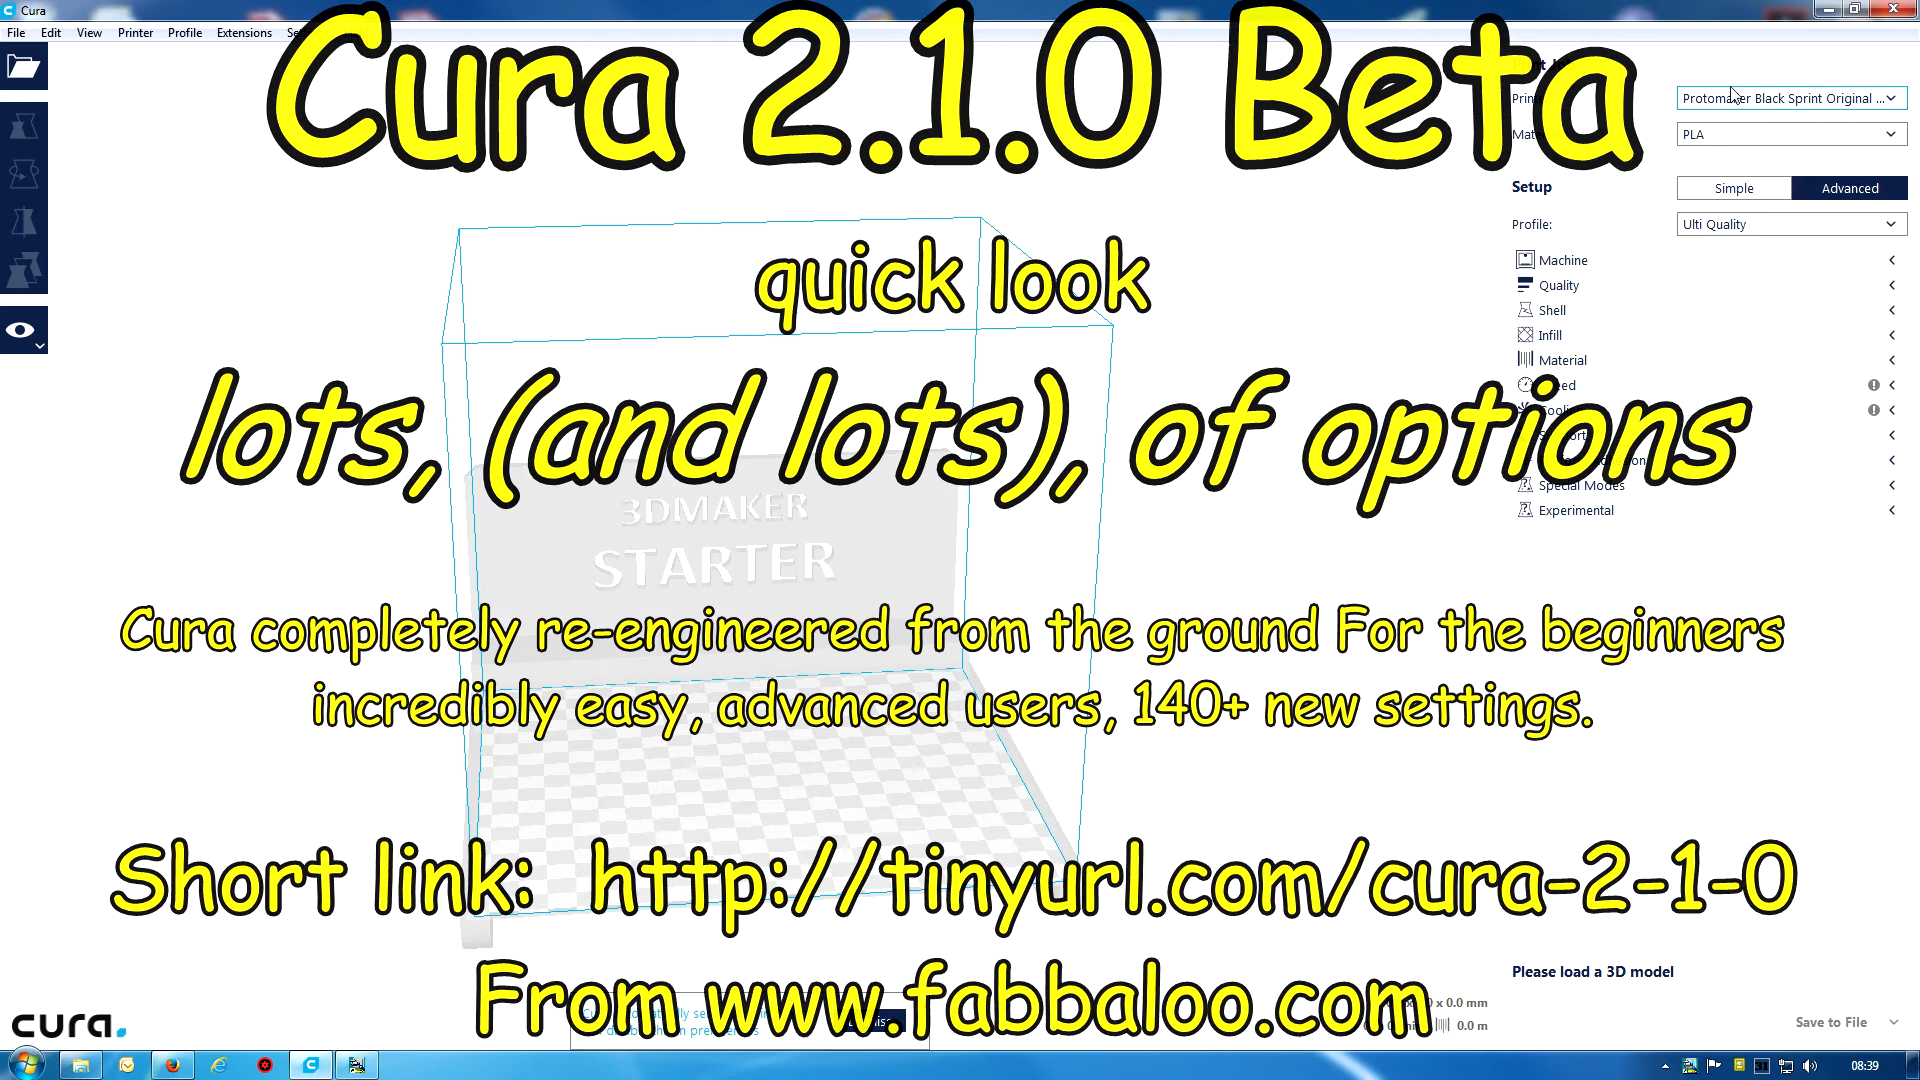 Cura
File Edit View Printer Profile Extensions
Cura 2.1.0 Beta
Protomaker Black Sprint Original ...
PLA
Setup
Simple Advanced
Profile: Ulti Quality
quick look
Machine
Quality
Shell
Infill
Material
lots, (and lots), of options
Special Modes
Experimental
3DMAKER
STARTER
Cura completely re-engineered from the ground For the beginners
incredibly easy, advanced users, 140+ new settings.
Short link: http://tinyurl.com/cura-2-1-0
From www.fabbaloo.com
Please load a 3D model
x 0.0 mm
0.0 m
Save to File
cura.
31
08:39